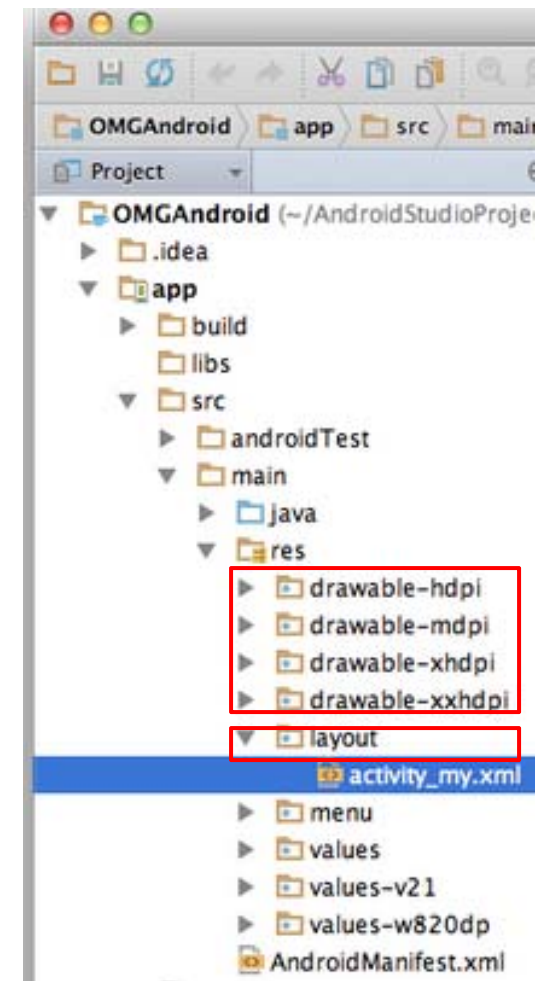 OMGAndroid app src main
Project
OMGAndroid (~/AndroidStudioProje
.idea
app
build
libs
src
androidTest
main
java
res
drawable-hdpi
drawable-mdpi
drawable-xhdpi
drawable-xxhdpi
layout
activity_my.xml
menu
values
values-v21
values-w820dp
AndroidManifest.xml